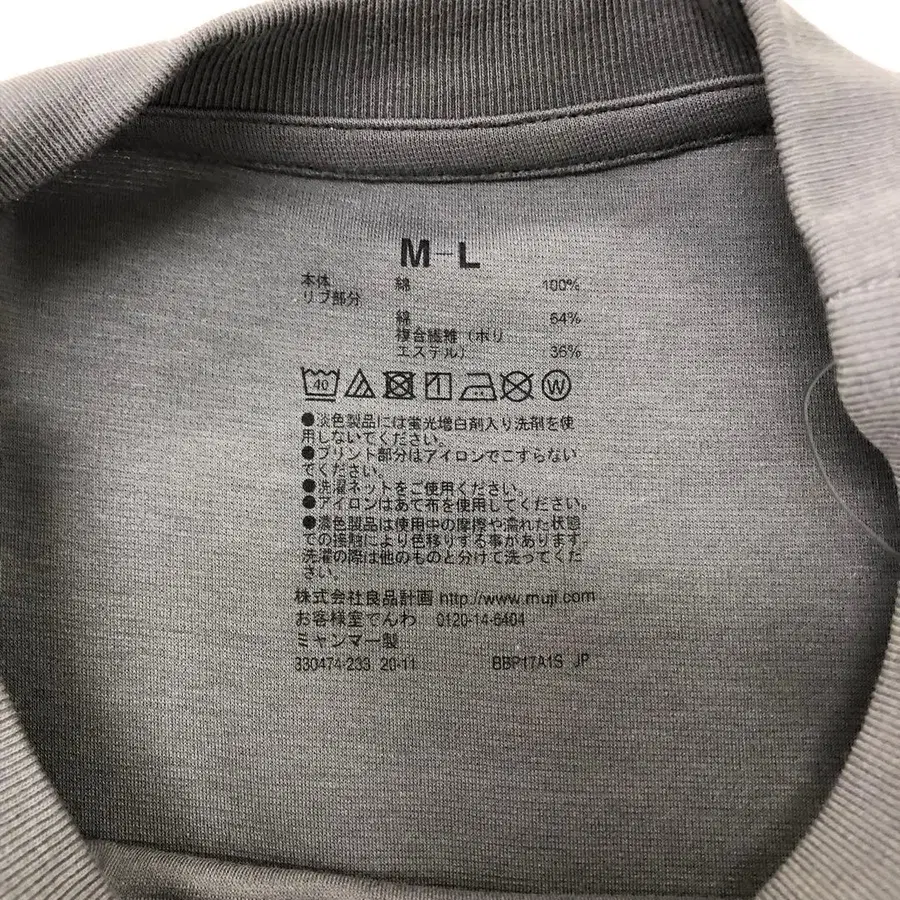 M-L
本体 綿 100%
リブ部分
綿 64%
複合繊維(ポリ
エステル) 36%
40 W
●淡色製品には蛍光増白剤入り洗剤を使
用しないでください。
●プリント部分はアイロンでこすらない
でください。
●洗濯ネットをご使用ください。
●アイロンはあて布を使用してください。
●濃色製品は使用中の摩擦や濡れた状態
での接触により色移りする事があります。
洗濯の際は他のものと分けて洗ってくだ
さい。
株式会社良品計画 http://www.muji.com
お客様室でんわ 0120-14-6404
ミャンマー製
330474-233 20-11 BBP17A1S JP